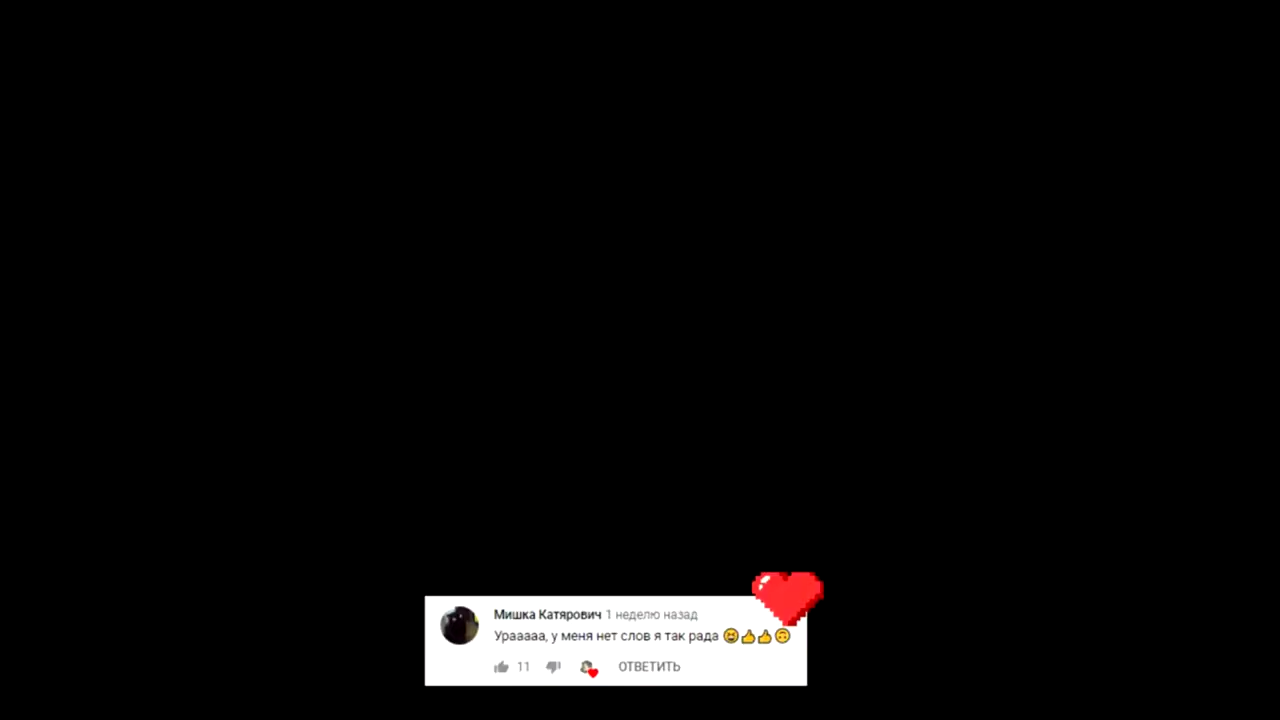 Мишка Катярович 1 неделю назад
Урааааа, у меня нет слов я так рада 😆👍👍🙃
11 ОТВЕТИТЬ